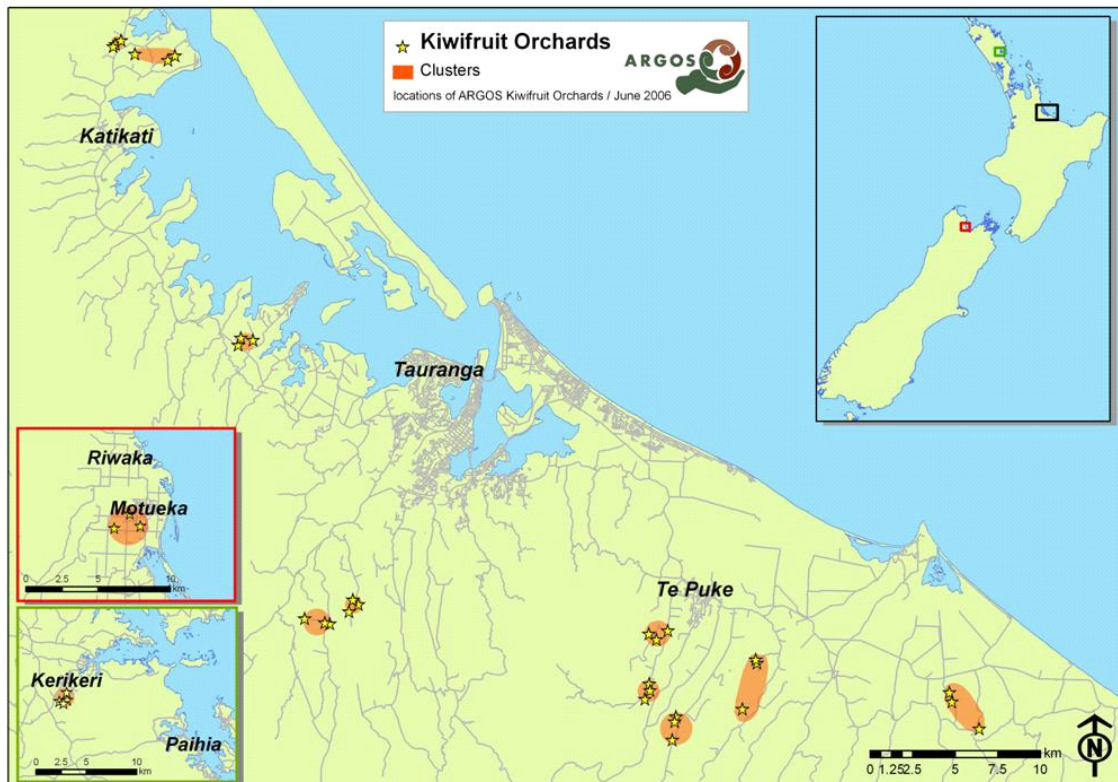 Kiwifruit Orchards
Clusters
ARGOS
locations of ARGOS Kiwifruit Orchards / June 2006
Katikati
Tauranga
Te Puke
Riwaka
Motueka
0 2.5 5 10
km
Kerikeri
Paihia
0 2.5 5 10
km
km
0 1.25 2.5 5 7.5 10
N